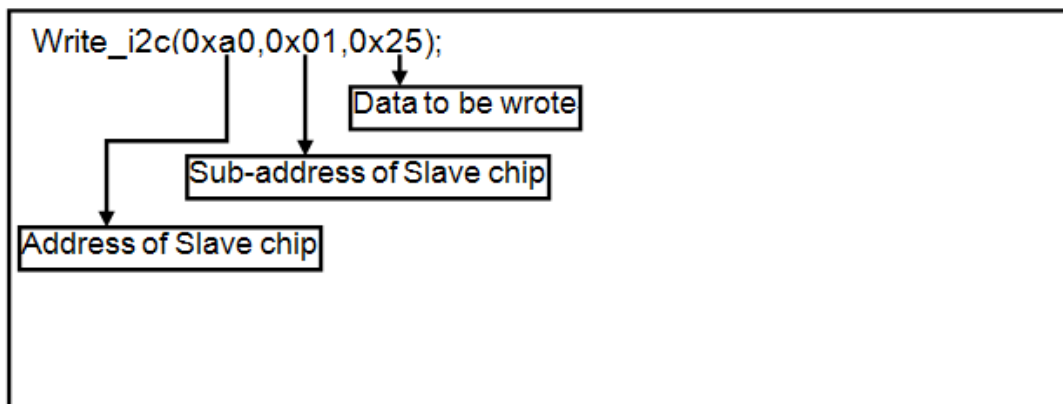 Write_i2c(0xa0,0x01,0x25);
Data to be wrote
Sub-address of Slave chip
Address of Slave chip